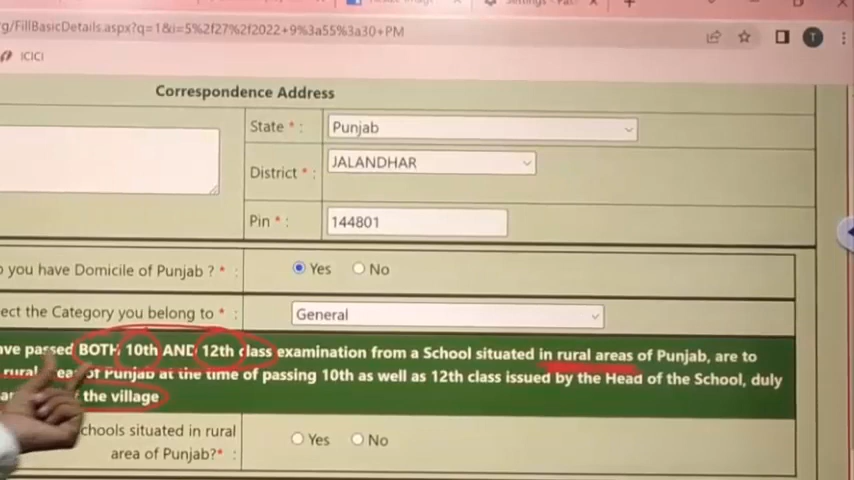 g/FillBasicDetails.aspx?q=1&i=5%2f27%2f2022+9%3a55%3a30+PM
T
ICICI
Correspondence Address
State * :
Punjab
District * :
JALANDHAR
Pin * :
144801
you have Domicile of Punjab ? * :
Yes
No
ect the Category you belong to * :
General
ave passed BOTH 10th AND 12th class examination from a School situated in rural areas of Punjab, are to
rural of Punjab at the time of passing 10th as well as 12th class issued by the Head of the School, duly
the village
chools situated in rural
area of Punjab?* :
Yes
No